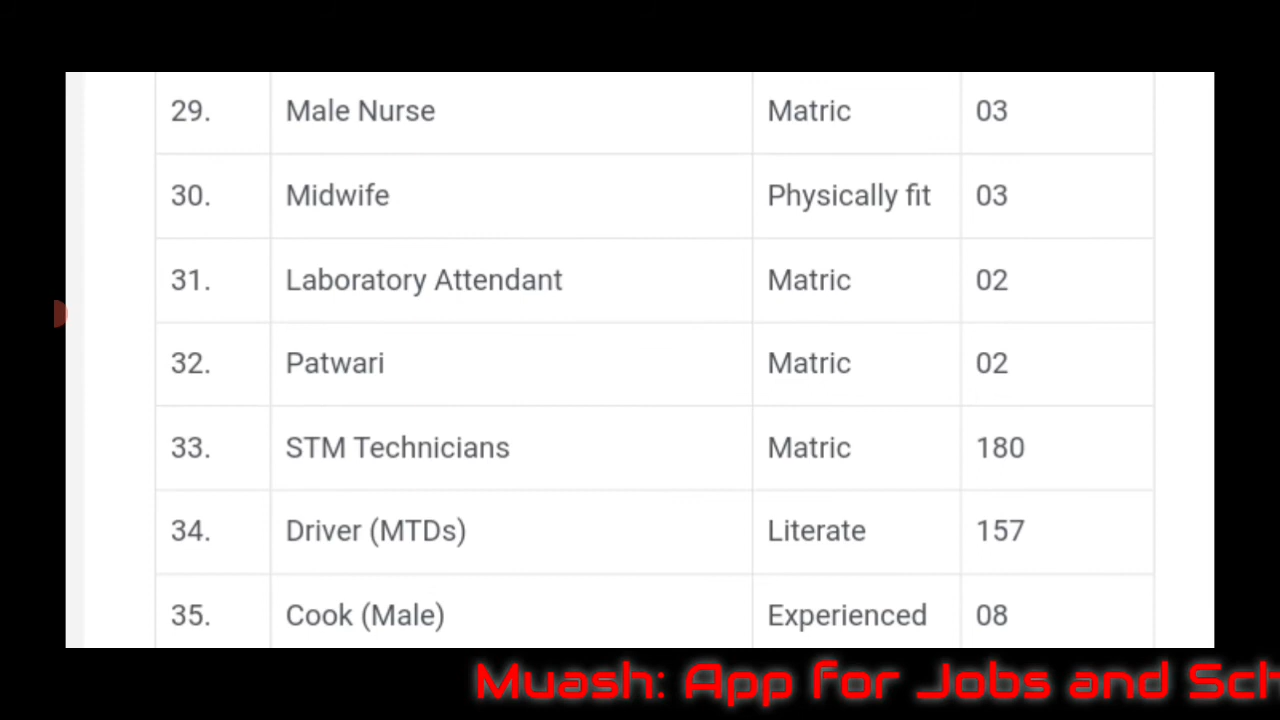 29. Male Nurse Matric 03
30. Midwife Physically fit 03
31. Laboratory Attendant Matric 02
32. Patwari Matric 02
33. STM Technicians Matric 180
34. Driver (MTDs) Literate 157
35. Cook (Male) Experienced 08
Muash: App for Jobs and Sch